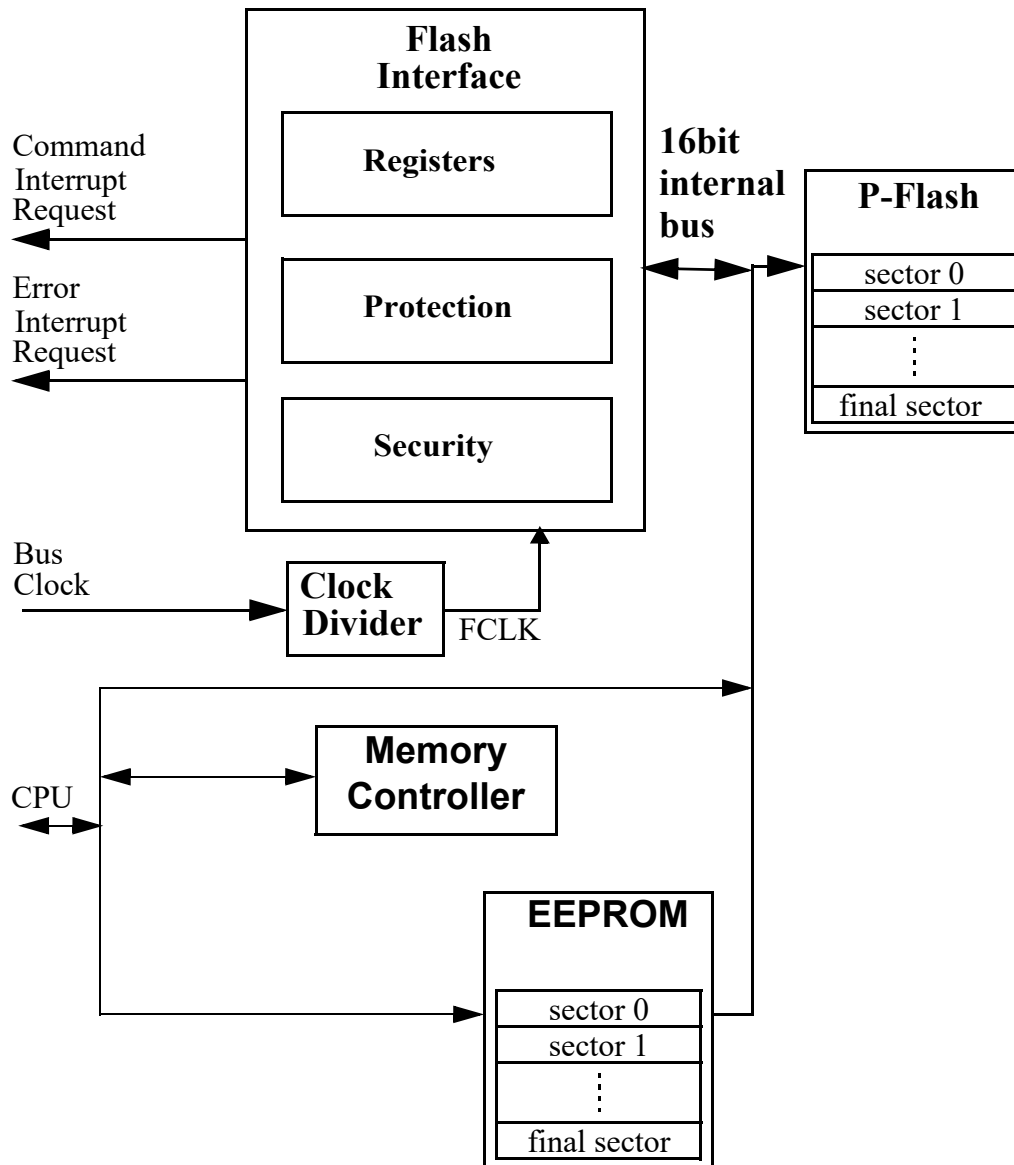 Flash
Interface
Registers
Protection
Security
Command
Interrupt
Request
Error
Interrupt
Request
16bit
internal
bus
P-Flash
sector 0
sector 1
final sector
Bus
Clock
Clock
Divider
FCLK
Memory
Controller
CPU
EEPROM
sector 0
sector 1
final sector